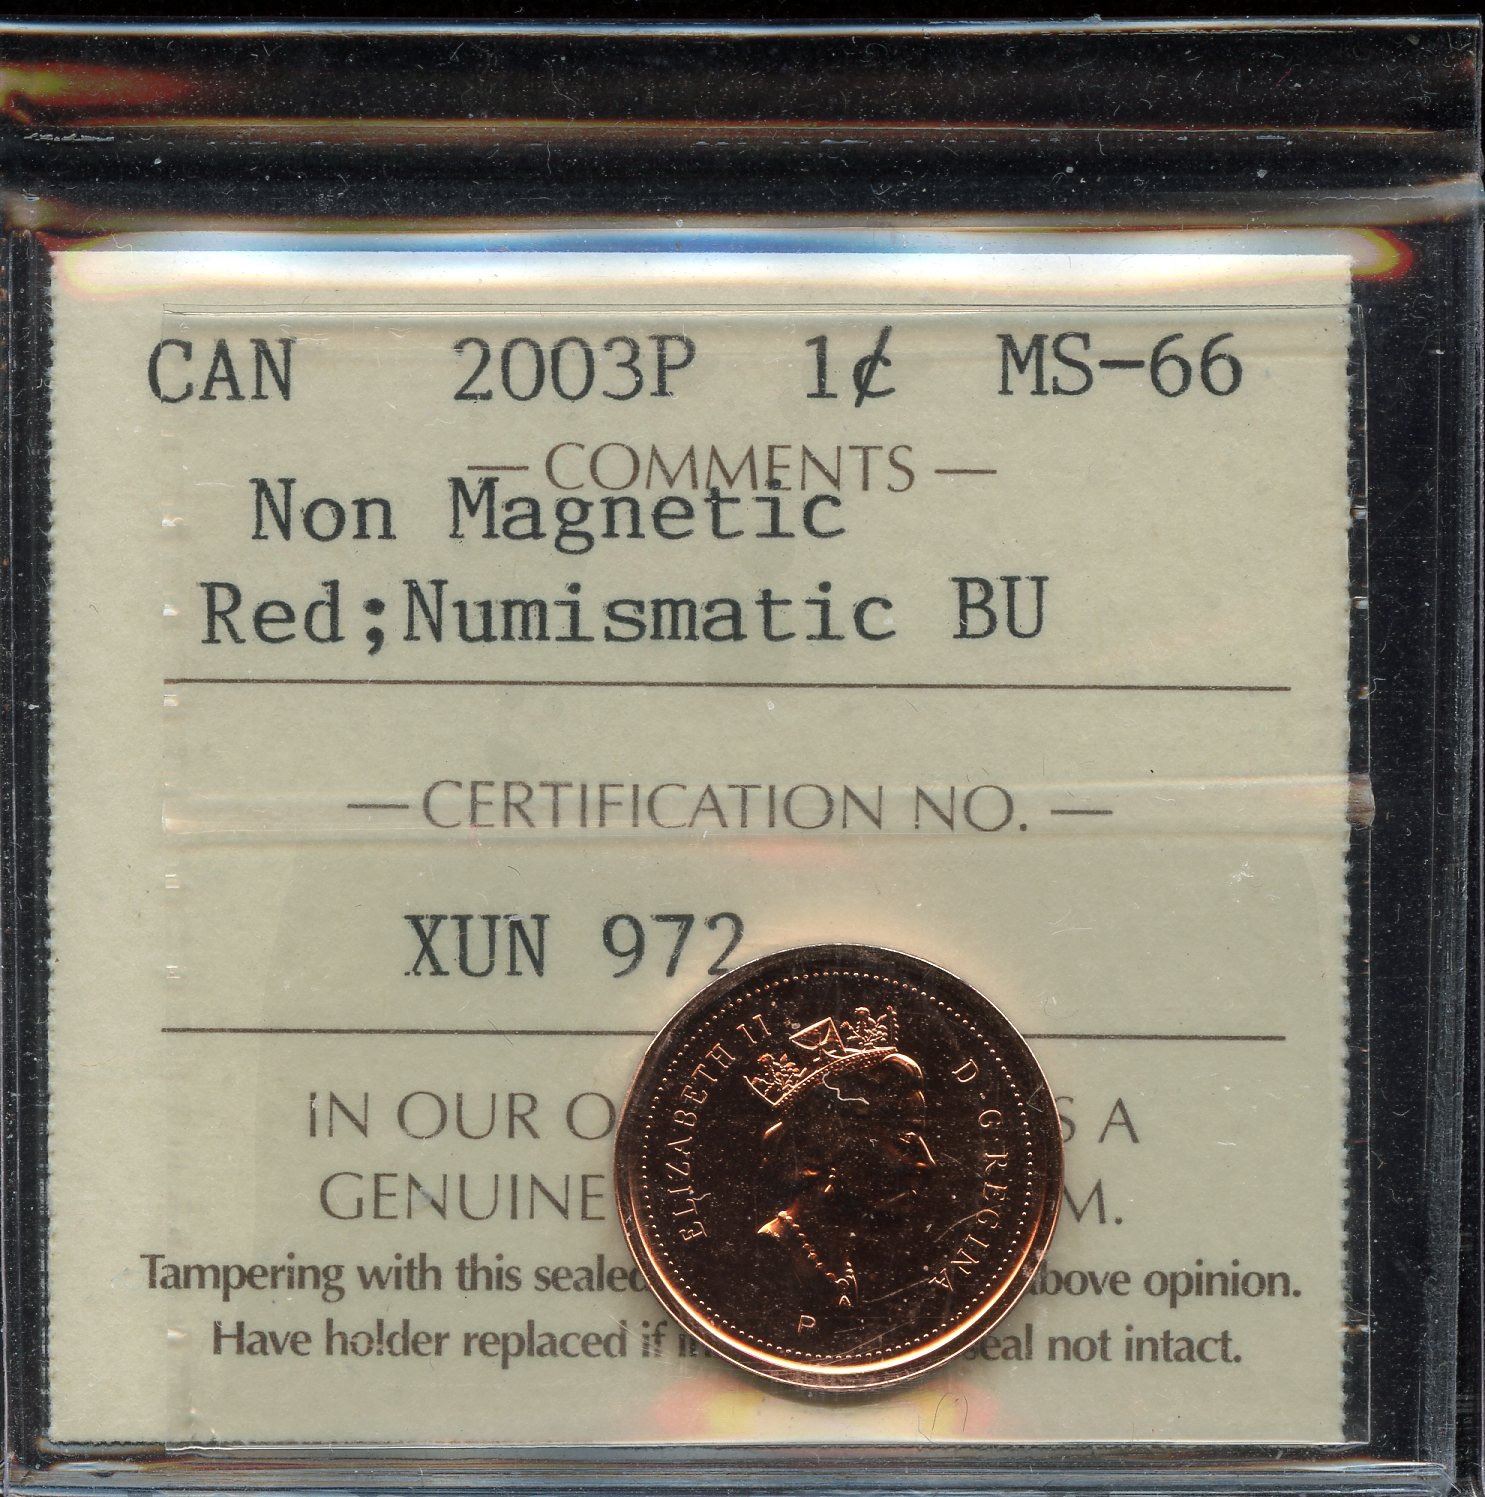 CAN 2003P 1¢ MS-66
— COMMENTS —
Non Magnetic
Red;Numismatic BU
— CERTIFICATION NO. —
XUN 972
IN OUR A
GENUINE
Tampering with this above opinion.
Have holder replaced if seal not intact.
ELIZABETH II D·G·REGINA
P